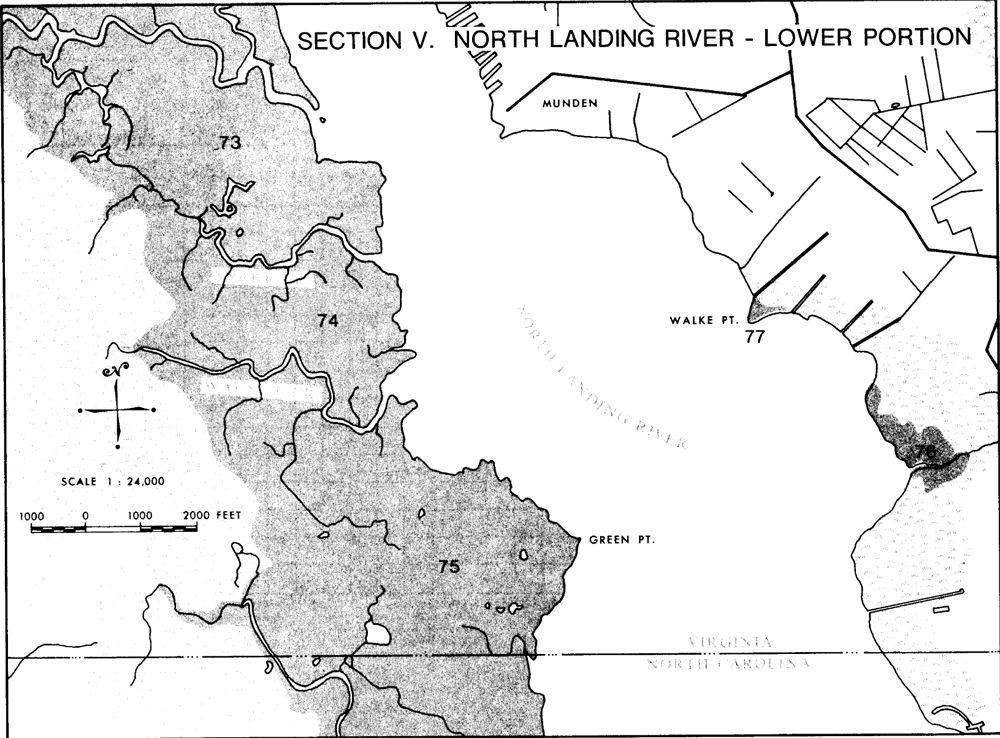 SECTION V. NORTH LANDING RIVER - LOWER PORTION
MUNDEN
73
74
WALKE PT.
77
NORTH LANDING RIVER
76
SCALE 1 : 24,000
1000 0 1000 2000 FEET
GREEN PT.
75
VIRGINIA
NORTH CAROLINA
N